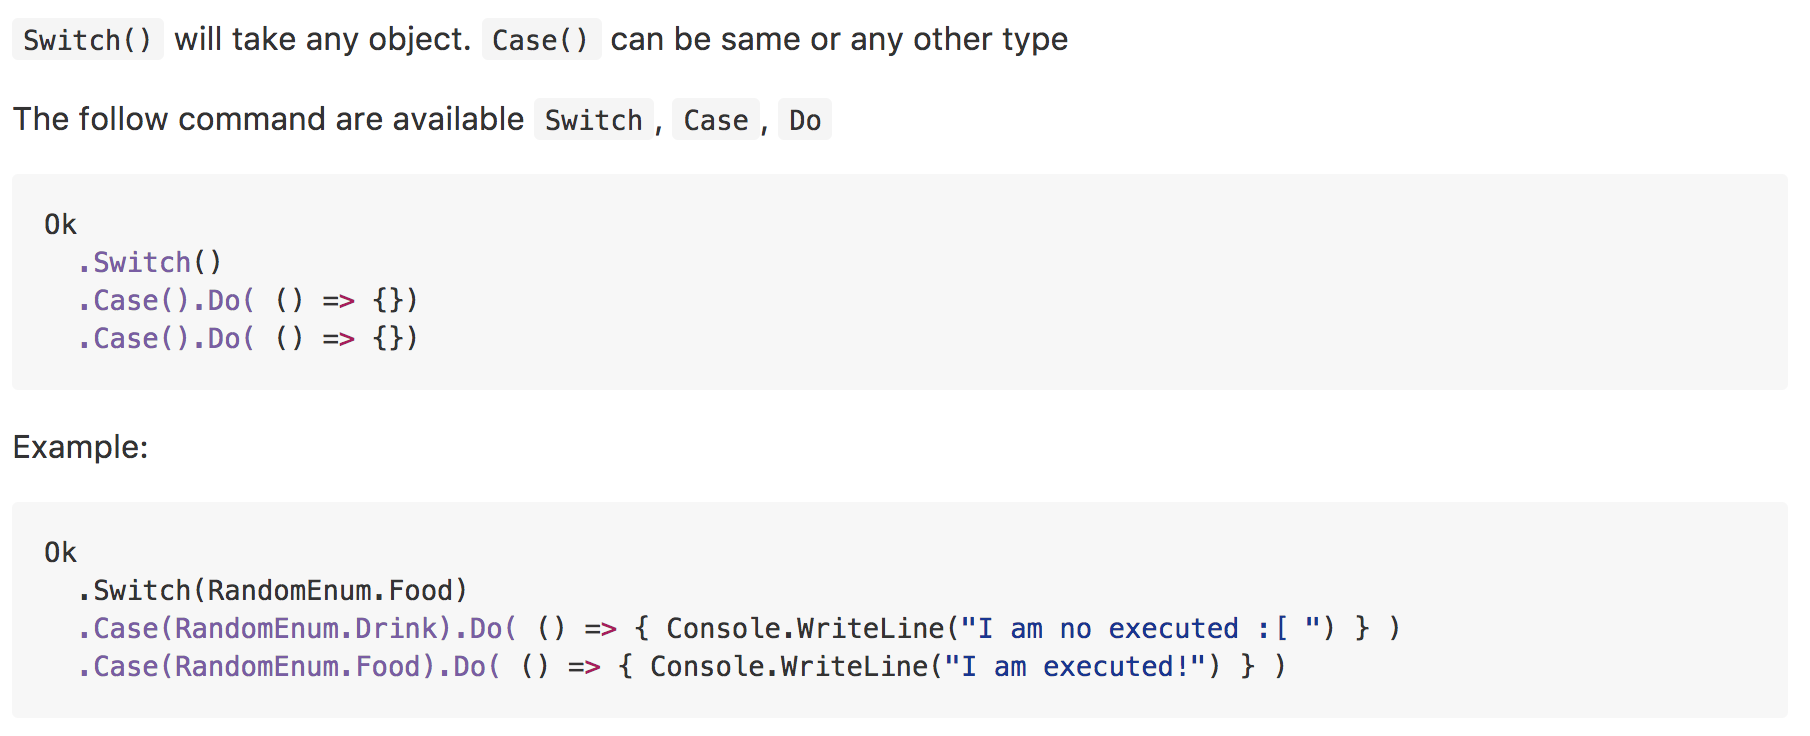 Switch() will take any object. Case() can be same or any other type
The follow command are available Switch, Case, Do
Ok
.Switch()
.Case().Do( () => {})
.Case().Do( () => {})
Example:
Ok
.Switch(RandomEnum.Food)
.Case(RandomEnum.Drink).Do( () => { Console.WriteLine("I am no executed :[ ") } )
.Case(RandomEnum.Food).Do( () => { Console.WriteLine("I am executed!") } )